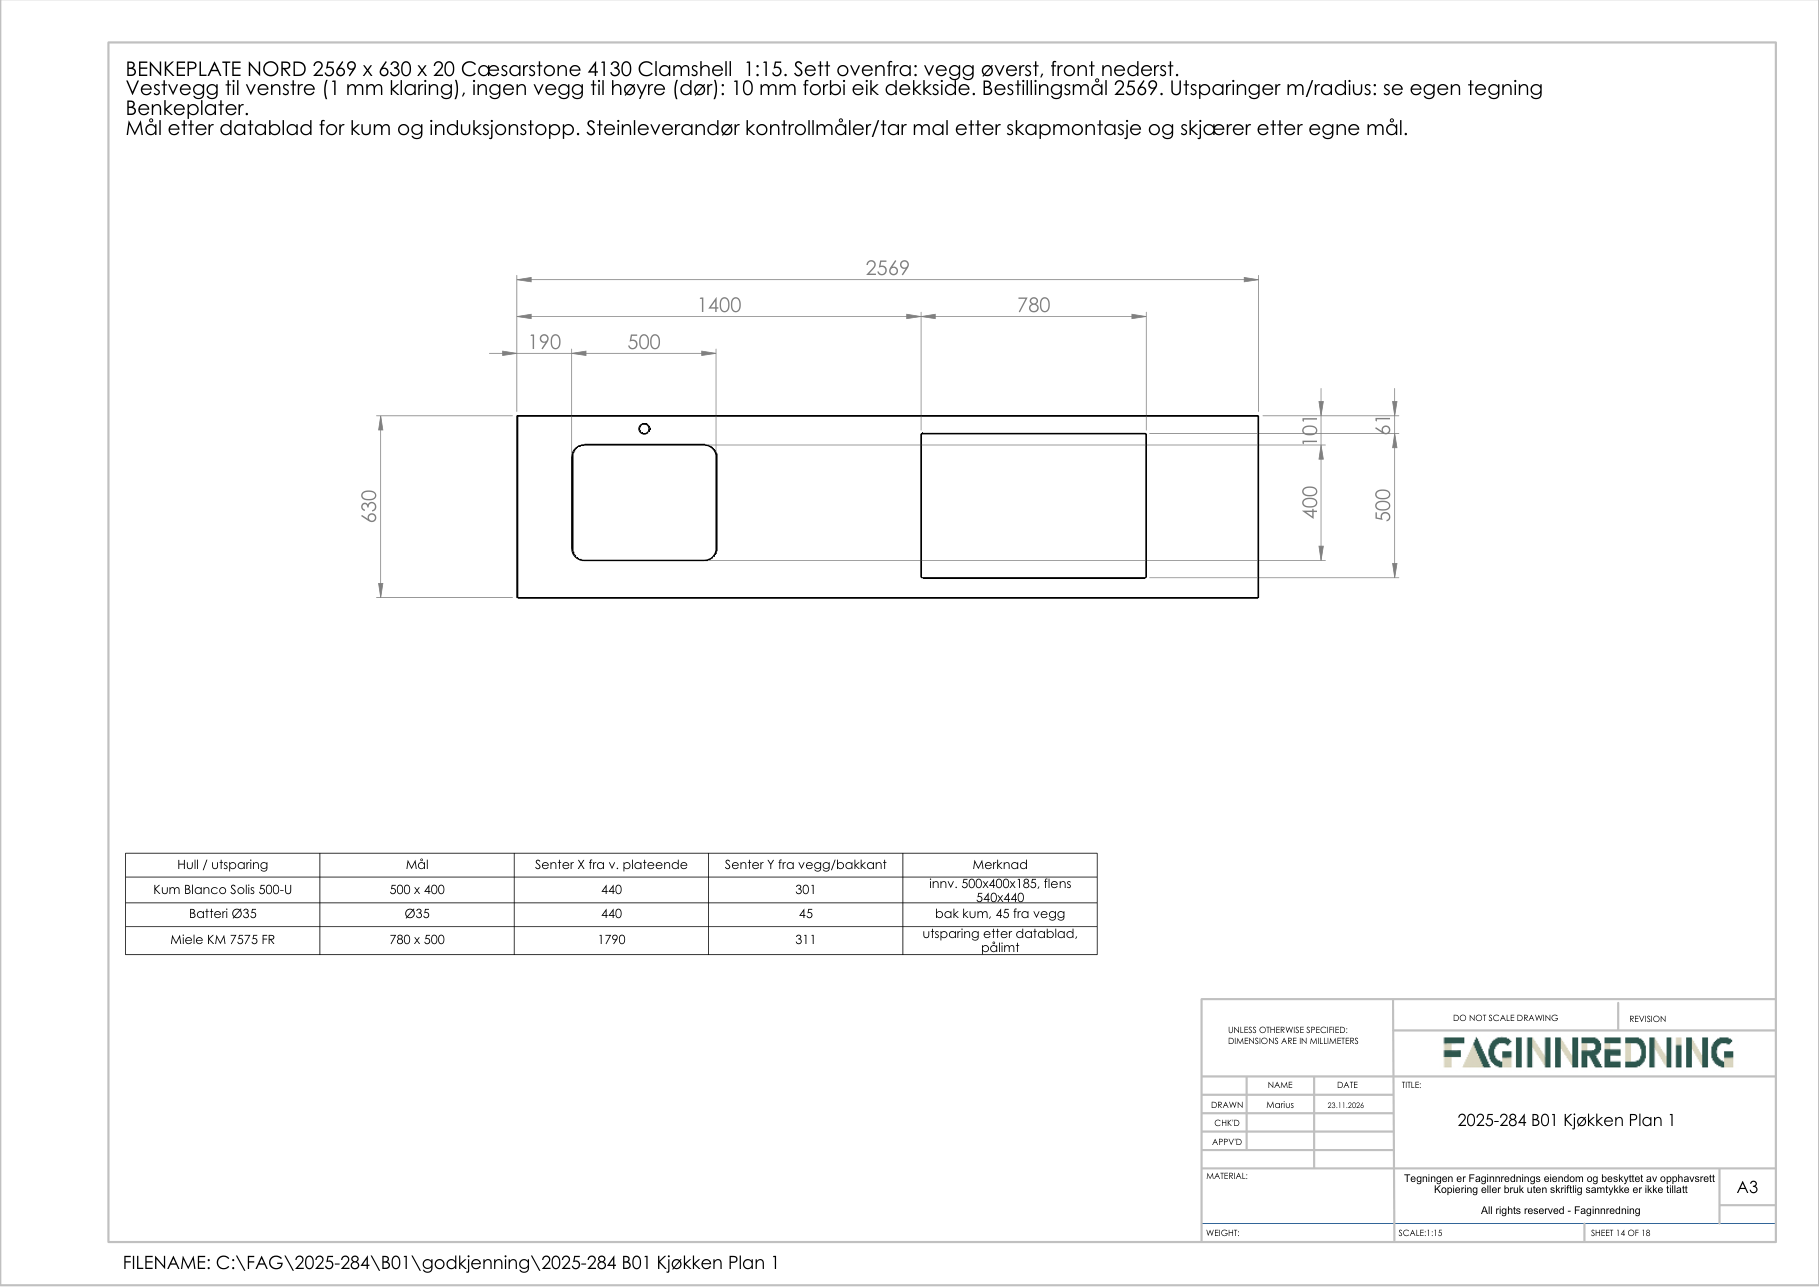 BENKEPLATE NORD 2569 x 630 x 20 Cæsarstone 4130 Clamshell  1:15. Sett ovenfra: vegg øverst, front nederst.
Vestvegg til venstre (1 mm klaring), ingen vegg til høyre (dør): 10 mm forbi eik dekkside. Bestillingsmål 2569. Utsparinger m/radius: se egen tegning
Benkeplater.
Mål etter datablad for kum og induksjonstopp. Steinleverandør kontrollmåler/tar mal etter skapmontasje og skjærer etter egne mål.
2569
1400 780
190 500
101 61
630 400 500
Hull / utsparing Mål Senter X fra v. plateende Senter Y fra vegg/bakkant Merknad
Kum Blanco Solis 500-U 500 x 400 440 301 innv. 500x400x185, flens
540x440
Batteri Ø35 Ø35 440 45 bak kum, 45 fra vegg
Miele KM 7575 FR 780 x 500 1790 311 utsparing etter datablad,
pålimt
UNLESS OTHERWISE SPECIFIED:
DIMENSIONS ARE IN MILLIMETERS
DO NOT SCALE DRAWING REVISION
FAGINNREDNING
NAME DATE
DRAWN Marius 23.11.2026
CHK'D
APPV'D
TITLE:
2025-284 B01 Kjøkken Plan 1
MATERIAL:
Tegningen er Faginnrednings eiendom og beskyttet av opphavsrett
Kopiering eller bruk uten skriftlig samtykke er ikke tillatt
All rights reserved - Faginnredning
A3
WEIGHT: SCALE:1:15 SHEET 14 OF 18
FILENAME: C:\FAG\2025-284\B01\godkjenning\2025-284 B01 Kjøkken Plan 1